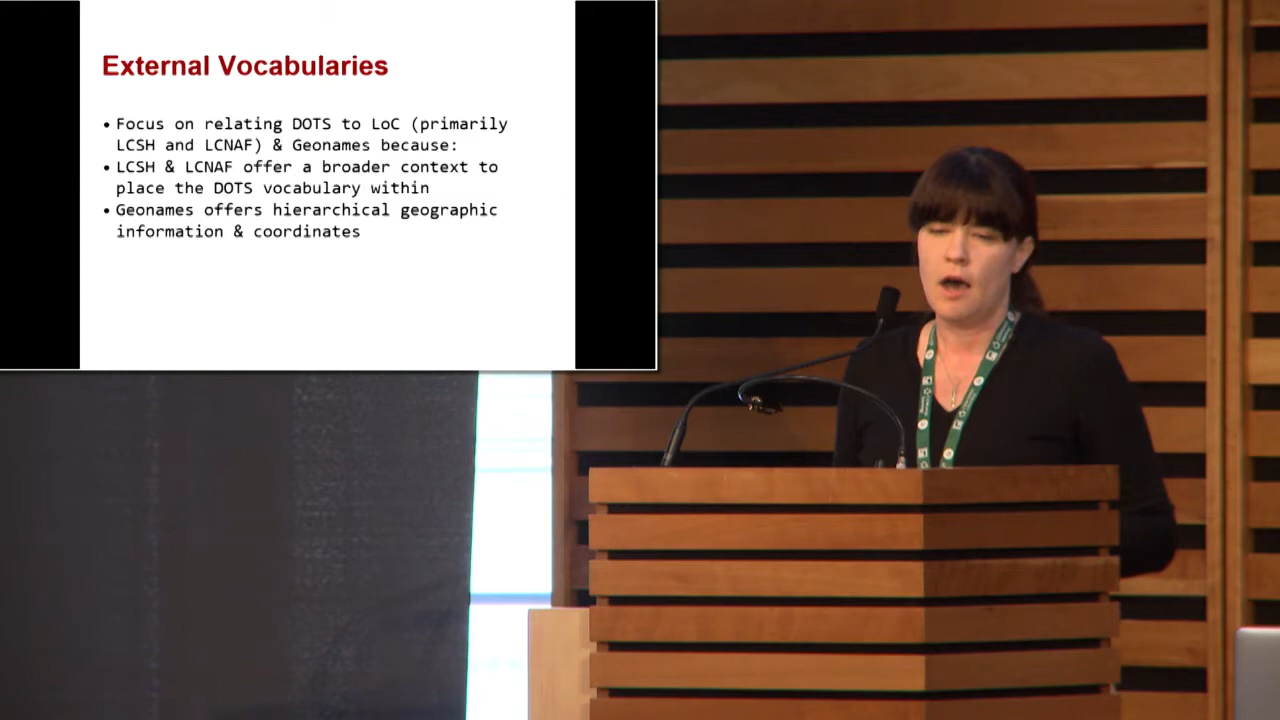 External Vocabularies
• Focus on relating DOTS to LoC (primarily
LCSH and LCNAF) & Geonames because:
• LCSH & LCNAF offer a broader context to
place the DOTS vocabulary within
• Geonames offers hierarchical geographic
information & coordinates